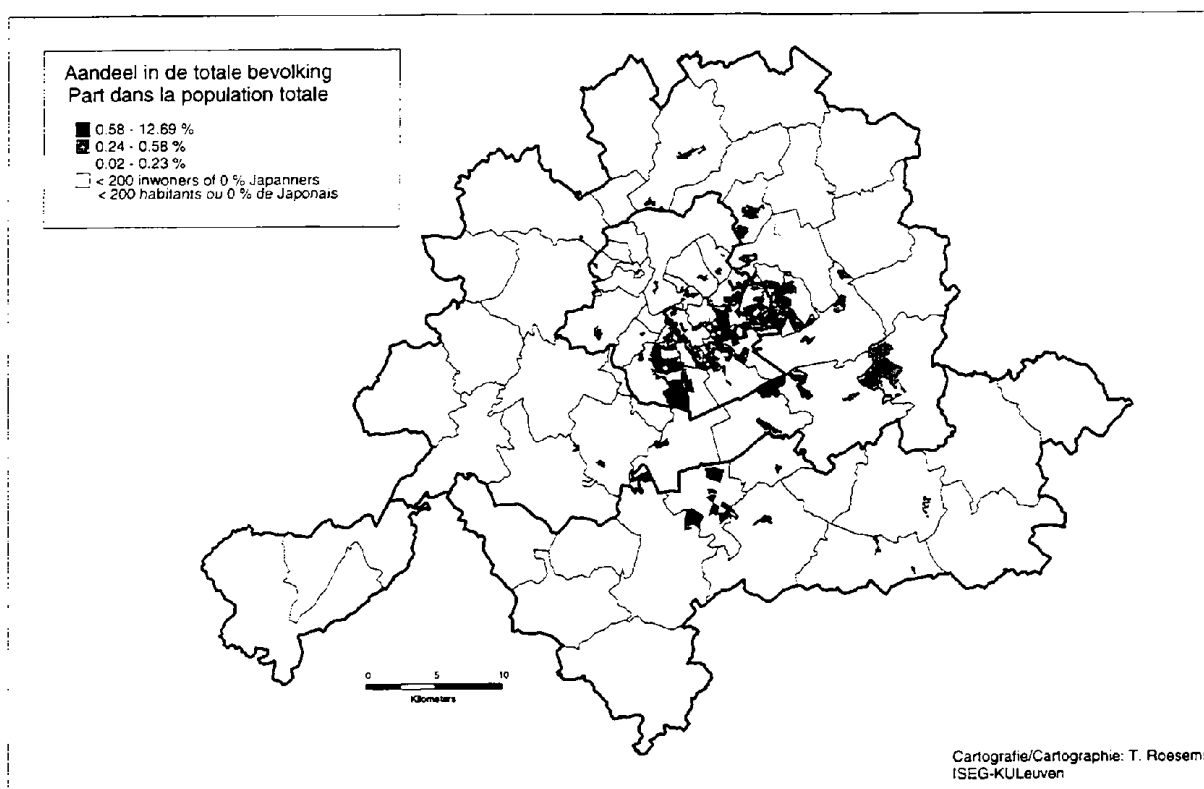 Aandeel in de totale bevolking
Part dans la population totale
0.58 - 12.69 %
0.24 - 0.58 %
0.02 - 0.23 %
< 200 inwoners of 0 % Japanners
< 200 habitants ou 0 % de Japonais
0 5 10
Kilometers
Cartografie/Cartographie: T. Roesems
ISEG-KULeuven